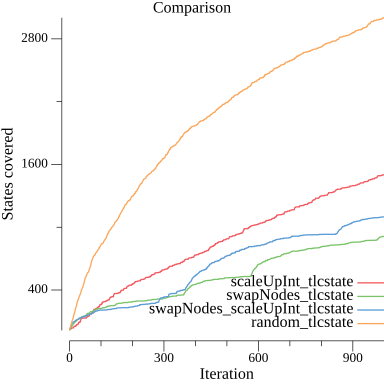 Comparison
States covered
2800
1600
400
scaleUpInt_tlcstate
swapNodes_tlcstate
swapNodes_scaleUpInt_tlcstate
random_tlcstate
0 300 600 900
Iteration